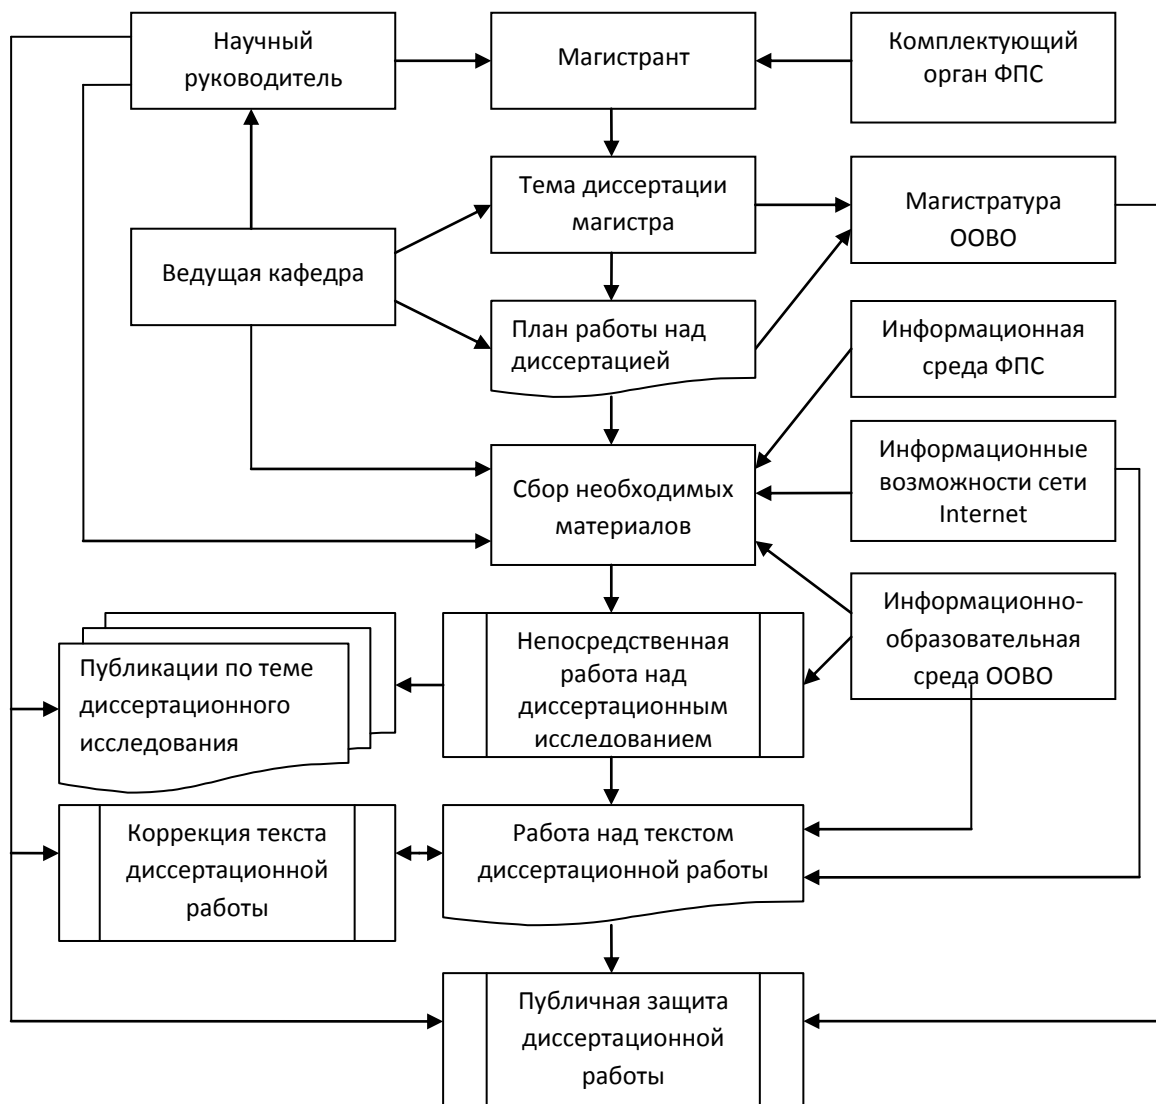 Научный
руководитель
Магистрант
Комплектующий
орган ФПС
Тема диссертации
магистра
Магистратура
ООВО
Ведущая кафедра
План работы над
диссертацией
Информационная
среда ФПС
Сбор необходимых
материалов
Информационные
возможности сети
Internet
Информационно-
образовательная
среда ООВО
Публикации по теме
диссертационного
исследования
Непосредственная
работа над
диссертационным
исследованием
Коррекция текста
диссертационной
работы
Работа над текстом
диссертационной работы
Публичная защита
диссертационной
работы